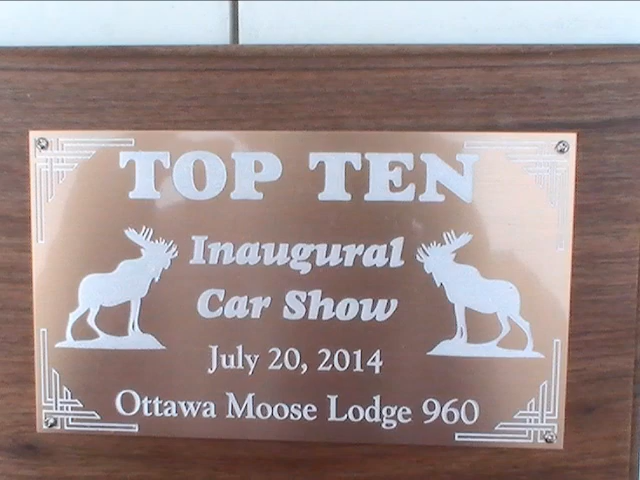 TOP TEN
Inaugural
Car Show
July 20, 2014
Ottawa Moose Lodge 960